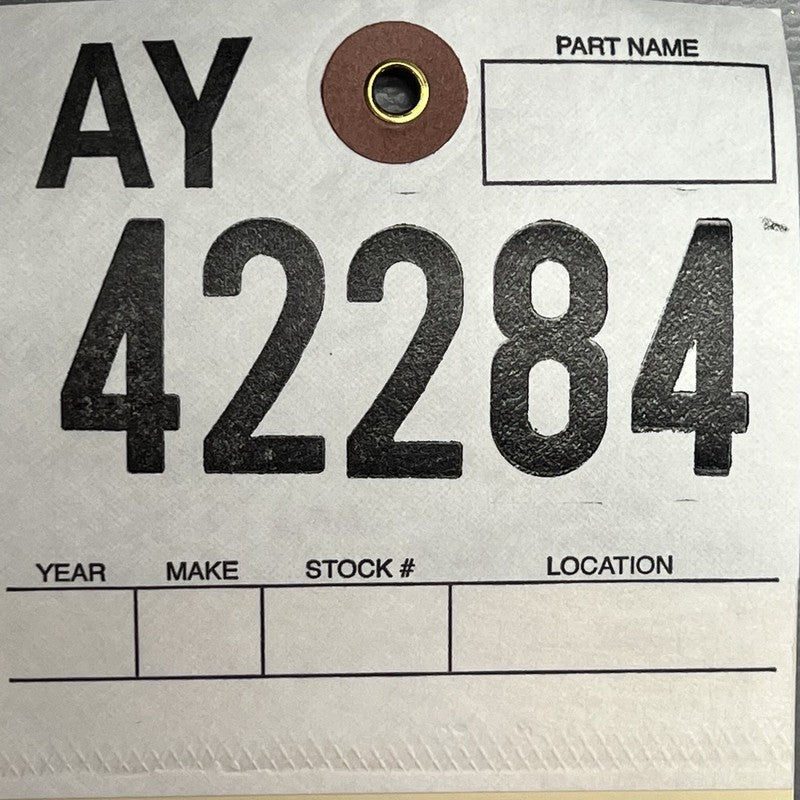 AY
PART NAME
42284
YEAR MAKE STOCK # LOCATION